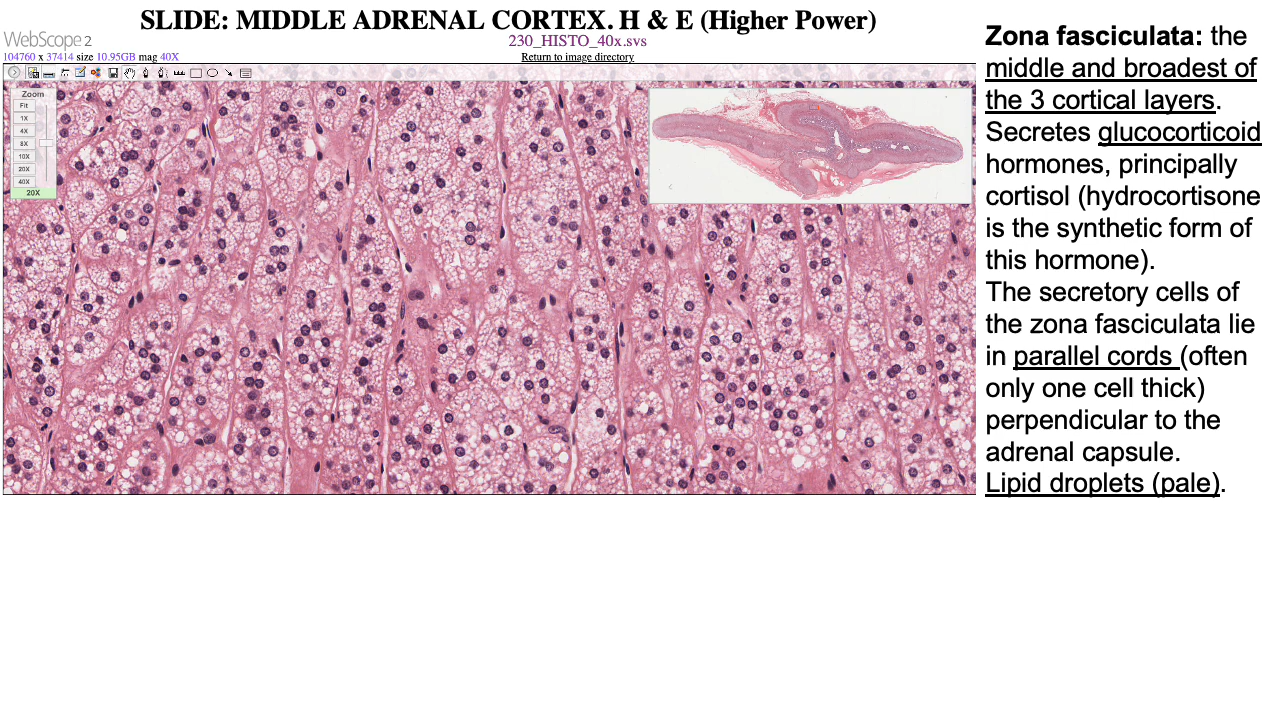 SLIDE: MIDDLE ADRENAL CORTEX. H & E (Higher Power)
WebScope 2
230_HISTO_40x.svs
104760 x 37414 size 10.95GB mag 40X
Return to image directory
Zoom
Fit
1X
4X
8X
10X
20X
40X
20X
Zona fasciculata: the
middle and broadest of
the 3 cortical layers.
Secretes glucocorticoid
hormones, principally
cortisol (hydrocortisone
is the synthetic form of
this hormone).
The secretory cells of
the zona fasciculata lie
in parallel cords (often
only one cell thick)
perpendicular to the
adrenal capsule.
Lipid droplets (pale).